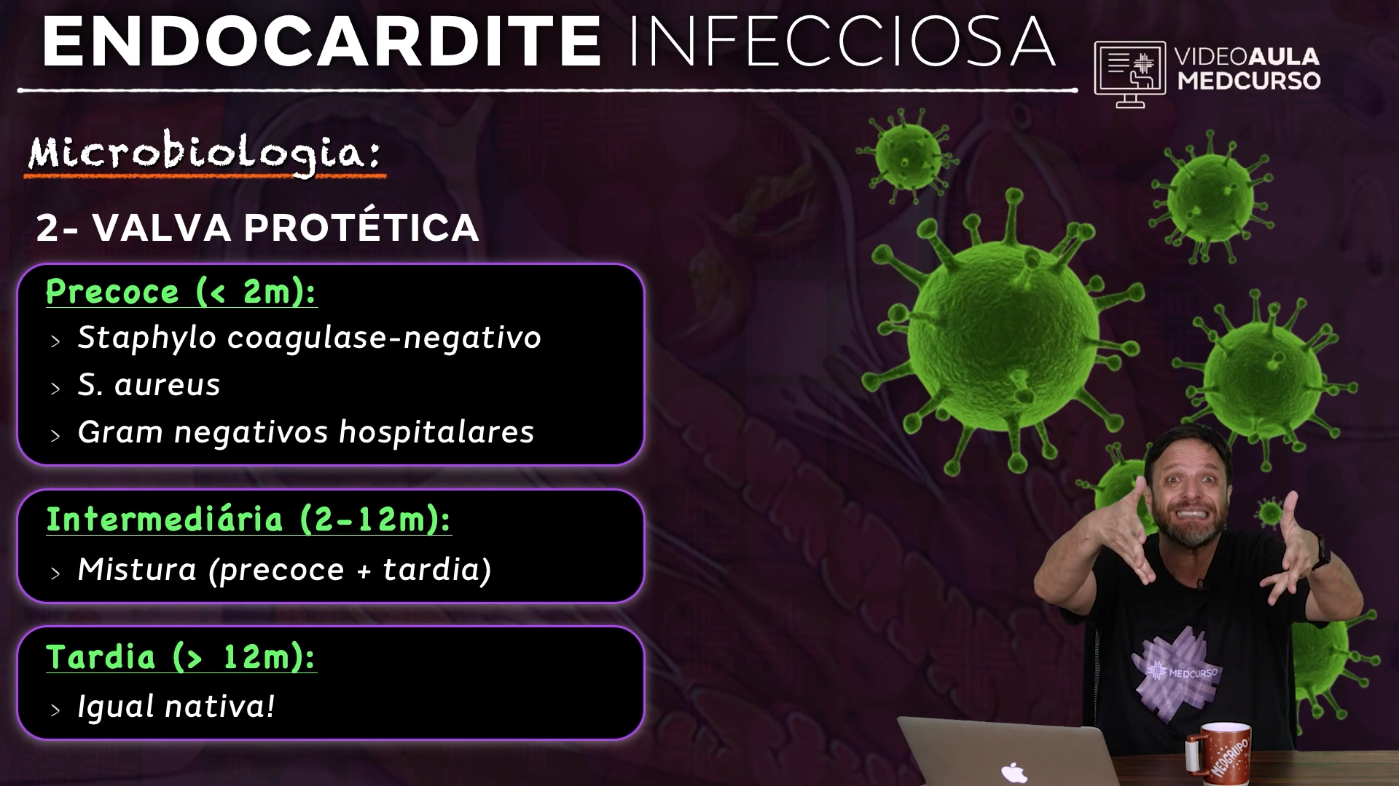 ENDOCARDITE INFECCIOSA
VIDEOAULA
MEDCURSO
Microbiologia:
2- VALVA PROTÉTICA
Precoce (< 2m):
› Staphylo coagulase-negativo
› S. aureus
› Gram negativos hospitalares
Intermediária (2-12m):
› Mistura (precoce + tardia)
Tardia (> 12m):
› Igual nativa!
MEDCURSO
MEDGRUPO